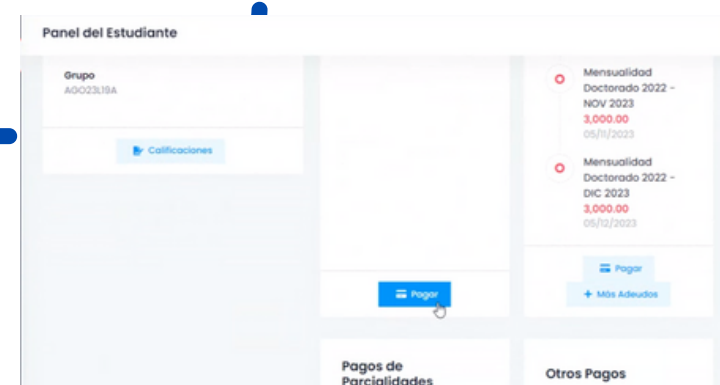 Panel del Estudiante
Grupo
AGO23L19A
Calificaciones
Pagar
Mensualidad
Doctorado 2022 -
NOV 2023
3,000.00
05/11/2023
Mensualidad
Doctorado 2022 -
DIC 2023
3,000.00
05/12/2023
Pagar
+ Más Adeudos
Pagos de
Parcialidades
Otros Pagos